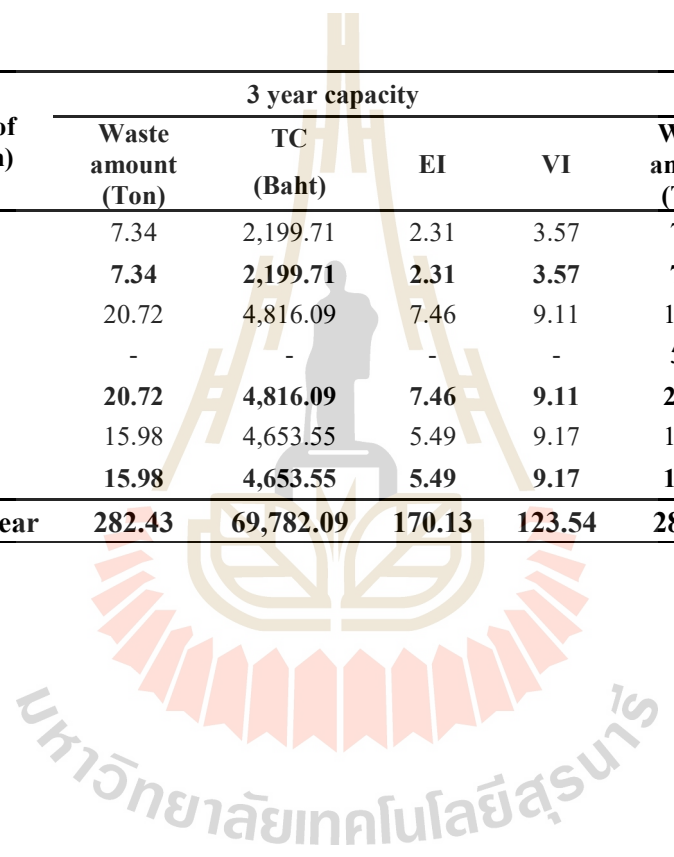 3 year capacity
Waste amount (Ton) TC (Baht) EI VI
7.34 2,199.71 2.31 3.57
7.34 2,199.71 2.31 3.57
20.72 4,816.09 7.46 9.11
- - - -
20.72 4,816.09 7.46 9.11
15.98 4,653.55 5.49 9.17
15.98 4,653.55 5.49 9.17
282.43 69,782.09 170.13 123.54
มหาวิทยาลัยเทคโนโลยีสุรนารี